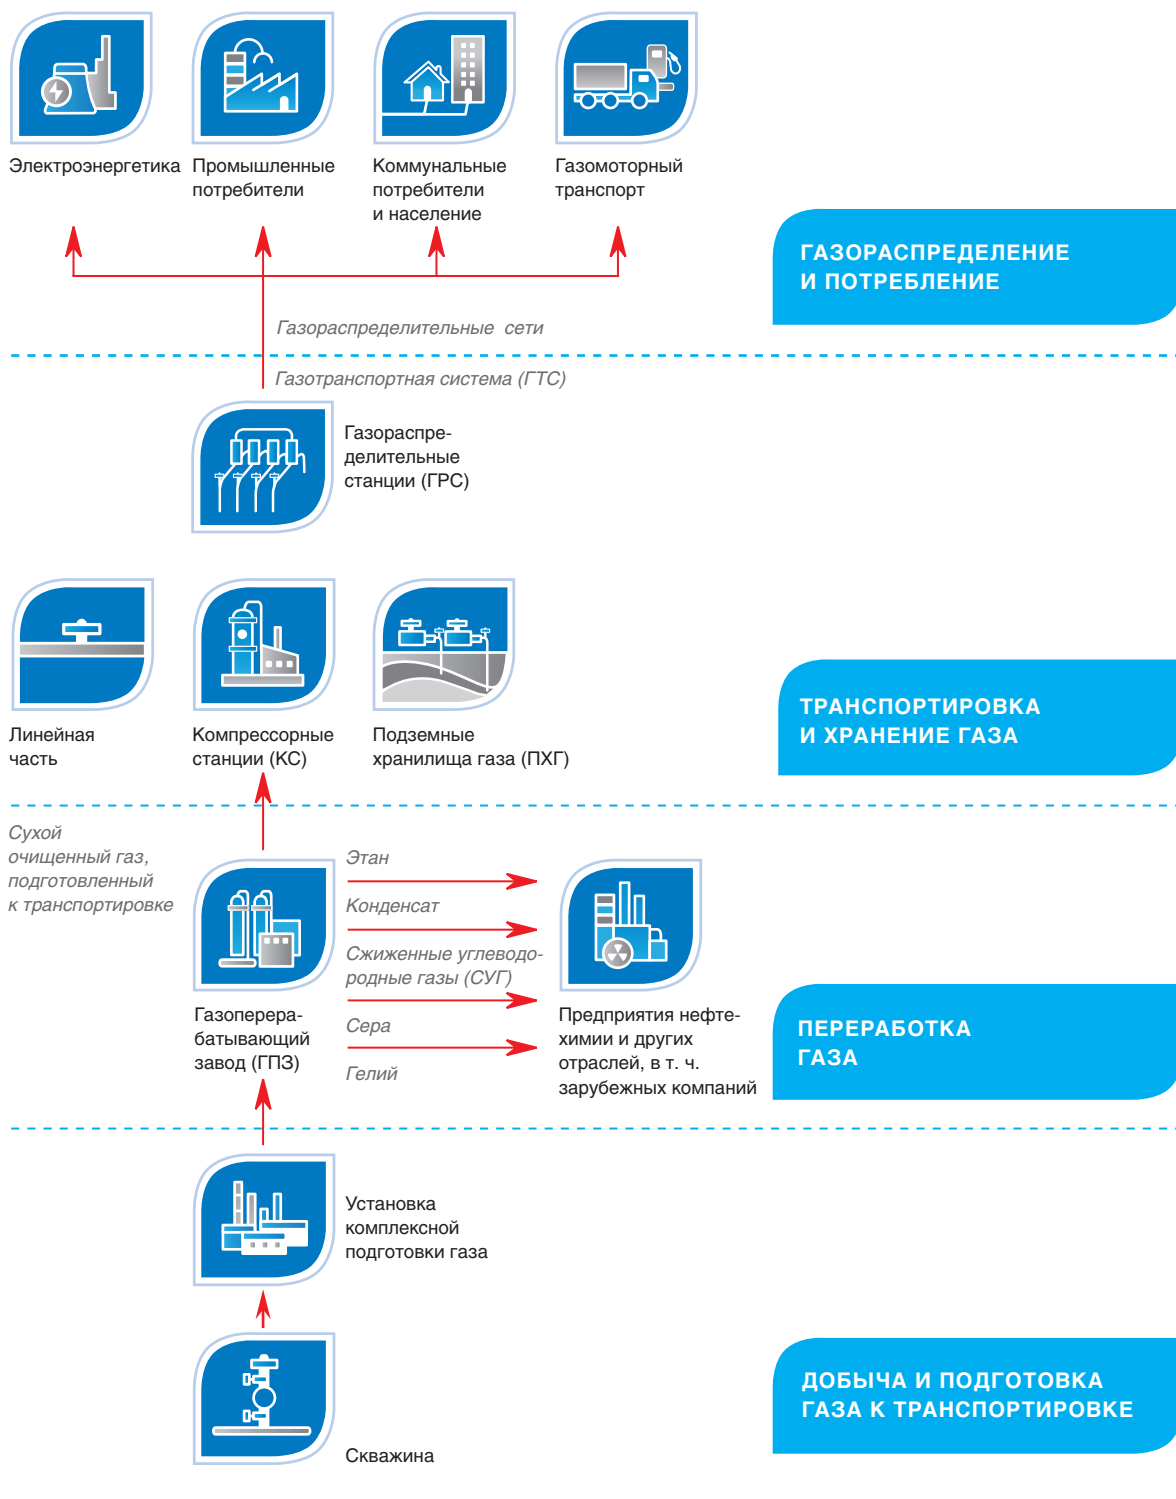 Электроэнергетика
Промышленные
потребители
Коммунальные
потребители
и население
Газомоторный
транспорт
ГАЗОРАСПРЕДЕЛЕНИЕ
И ПОТРЕБЛЕНИЕ
Газораспределительные сети
Газотранспортная система (ГТС)
Газораспре-
делительные
станции (ГРС)
Линейная
часть
Компрессорные
станции (КС)
Подземные
хранилища газа (ПХГ)
ТРАНСПОРТИРОВКА
И ХРАНЕНИЕ ГАЗА
Сухой
очищенный газ,
подготовленный
к транспортировке
Этан
Конденсат
Сжиженные углеводо-
родные газы (СУГ)
Сера
Гелий
Газоперера-
батывающий
завод (ГПЗ)
Предприятия нефте-
химии и других
отраслей, в т. ч.
зарубежных компаний
ПЕРЕРАБОТКА
ГАЗА
Установка
комплексной
подготовки газа
ДОБЫЧА И ПОДГОТОВКА
ГАЗА К ТРАНСПОРТИРОВКЕ
Скважина